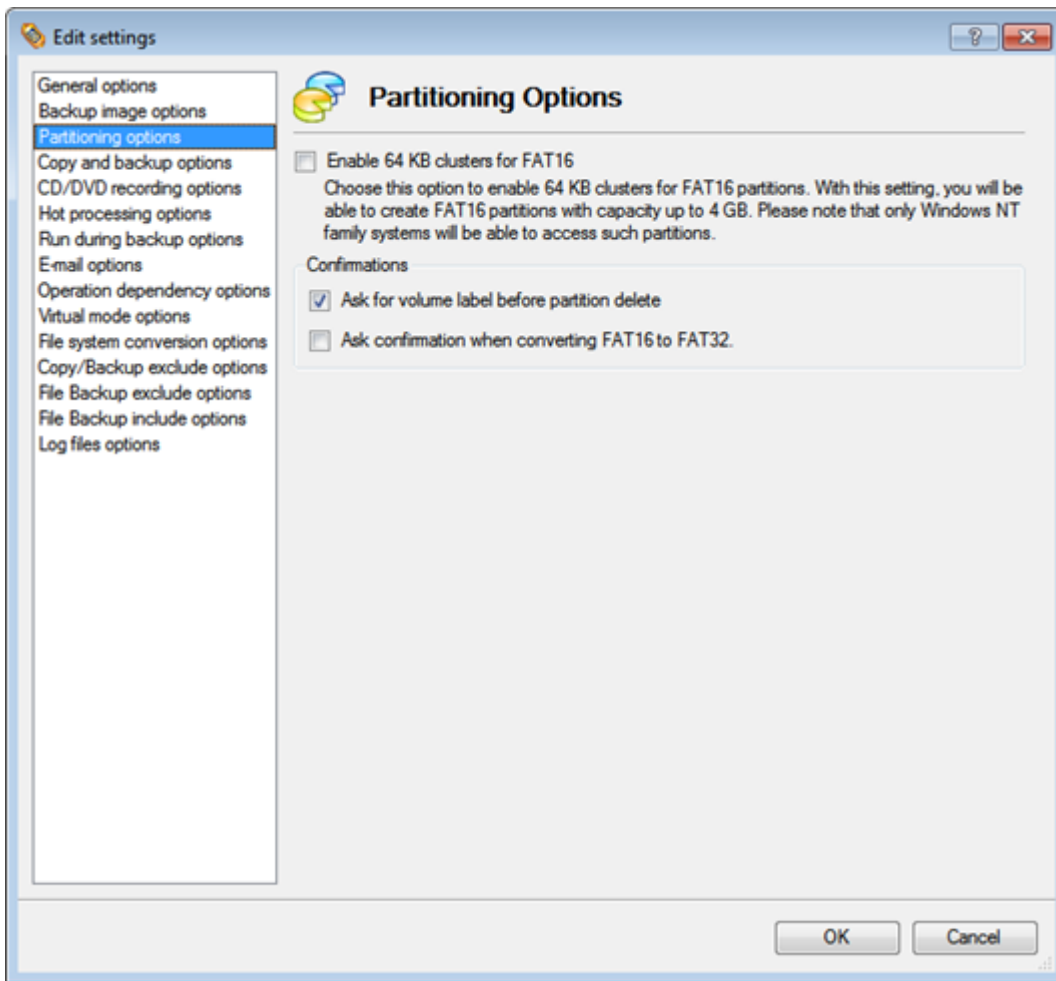 Edit settings
General options
Backup image options
Partitioning options
Copy and backup options
CD/DVD recording options
Hot processing options
Run during backup options
E-mail options
Operation dependency options
Virtual mode options
File system conversion options
Copy/Backup exclude options
File Backup exclude options
File Backup include options
Log files options
Partitioning Options
Enable 64 KB clusters for FAT16
Choose this option to enable 64 KB clusters for FAT16 partitions. With this setting, you will be
able to create FAT16 partitions with capacity up to 4 GB. Please note that only Windows NT
family systems will be able to access such partitions.
Confirmations
Ask for volume label before partition delete
Ask confirmation when converting FAT16 to FAT32.
OK
Cancel